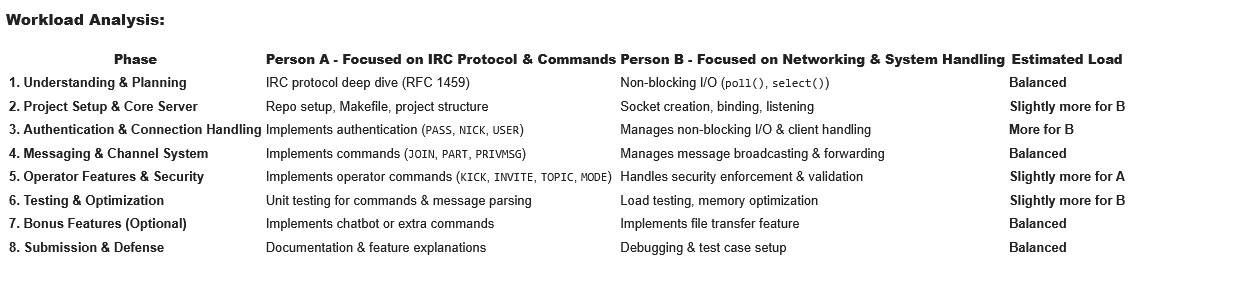 Workload Analysis:
Phase Person A - Focused on IRC Protocol & Commands Person B - Focused on Networking & System Handling Estimated Load
1. Understanding & Planning IRC protocol deep dive (RFC 1459) Non-blocking I/O (poll(), select()) Balanced
2. Project Setup & Core Server Repo setup, Makefile, project structure Socket creation, binding, listening Slightly more for B
3. Authentication & Connection Handling Implements authentication (PASS, NICK, USER) Manages non-blocking I/O & client handling More for B
4. Messaging & Channel System Implements commands (JOIN, PART, PRIVMSG) Manages message broadcasting & forwarding Balanced
5. Operator Features & Security Implements operator commands (KICK, INVITE, TOPIC, MODE) Handles security enforcement & validation Slightly more for A
6. Testing & Optimization Unit testing for commands & message parsing Load testing, memory optimization Slightly more for B
7. Bonus Features (Optional) Implements chatbot or extra commands Implements file transfer feature Balanced
8. Submission & Defense Documentation & feature explanations Debugging & test case setup Balanced